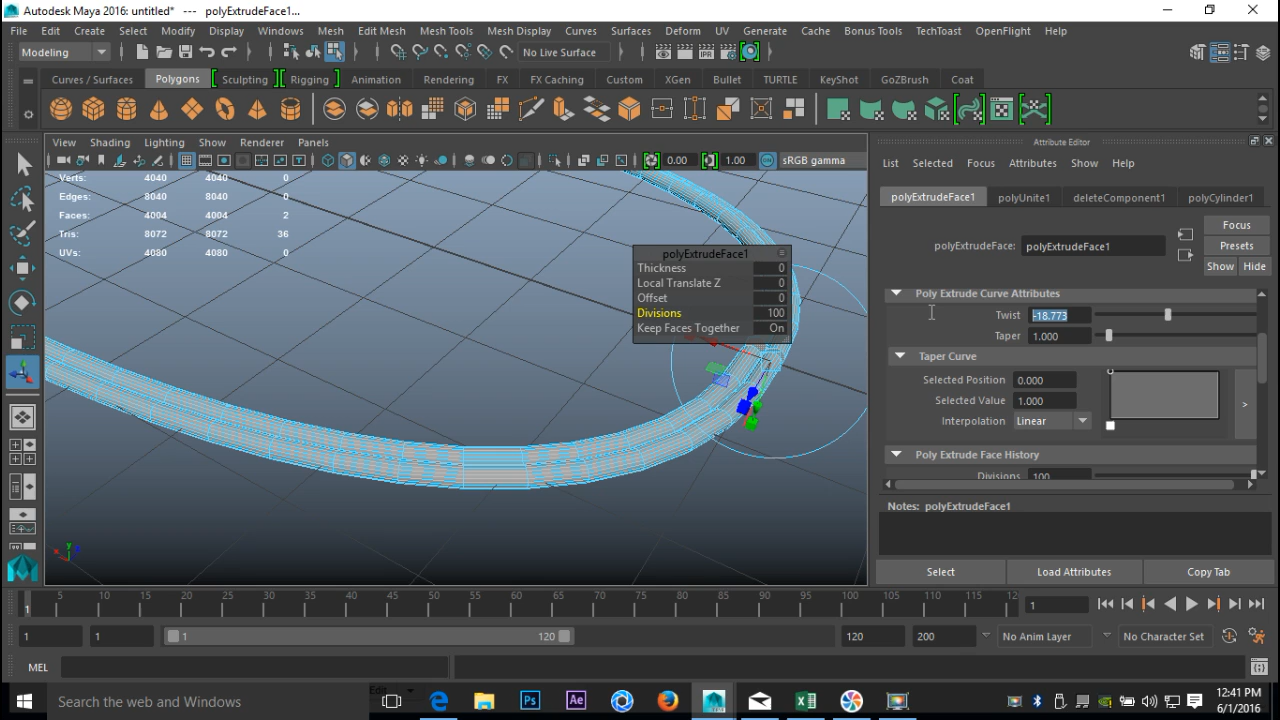 Autodesk Maya 2016: untitled* --- polyExtrudeFace1...
File Edit Create Select Modify Display Windows Mesh Edit Mesh Mesh Tools Mesh Display Curves Surfaces Deform UV Generate Cache Bonus Tools TechToast OpenFlight Help
Modeling No Live Surface
Curves / Surfaces Polygons Sculpting Rigging Animation Rendering FX FX Caching Custom XGen Bullet TURTLE KeyShot GoZBrush Coat
View Shading Lighting Show Renderer Panels
0.00 1.00 sRGB gamma
Verts: 4040 4040 0
Edges: 8040 8040 0
Faces: 4004 4004 2
Tris: 8072 8072 36
UVs: 4080 4080 0
polyExtrudeFace1
Thickness 0
Local Translate Z 0
Offset 0
Divisions 100
Keep Faces Together On
Attribute Editor
List Selected Focus Attributes Show Help
polyExtrudeFace1 polyUnite1 deleteComponent1 polyCylinder1
polyExtrudeFace: polyExtrudeFace1
Focus
Presets
Show Hide
Poly Extrude Curve Attributes
Twist -18.773
Taper 1.000
Taper Curve
Selected Position 0.000
Selected Value 1.000
Interpolation Linear
>
Poly Extrude Face History
Divisions 100
Notes: polyExtrudeFace1
Select Load Attributes Copy Tab
1 5 10 15 20 25 30 35 40 45 50 55 60 65 70 75 80 85 90 95 100 105 110 115 12 1
1 1 1 120 120 200 No Anim Layer No Character Set
MEL
Edit
Search the web and Windows
12:41 PM
6/1/2016